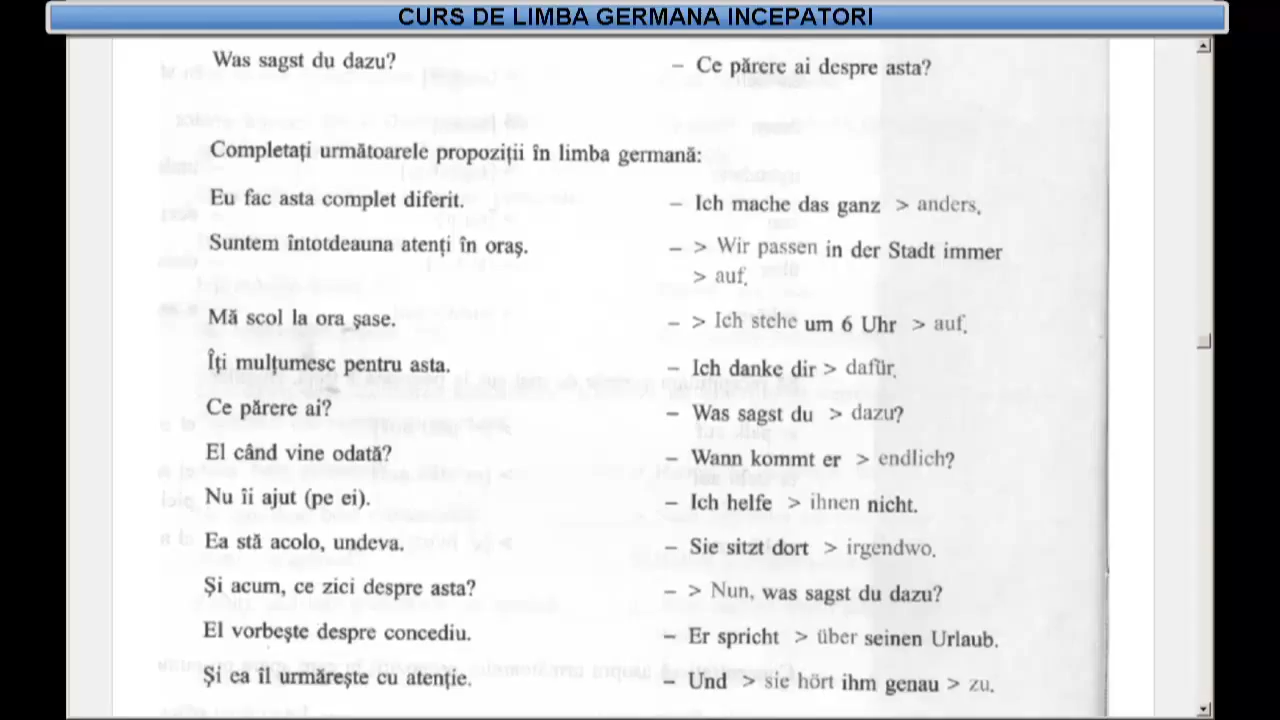 CURS DE LIMBA GERMANA INCEPATORI
Was sagst du dazu? – Ce părere ai despre asta?
Completați următoarele propoziții în limba germană:
Eu fac asta complet diferit. – Ich mache das ganz > anders.
Suntem întotdeauna atenți în oraș. – > Wir passen in der Stadt immer
> auf.
Mă scol la ora șase. – > Ich stehe um 6 Uhr > auf.
Îți mulțumesc pentru asta. – Ich danke dir > dafür.
Ce părere ai? – Was sagst du > dazu?
El când vine odată? – Wann kommt er > endlich?
Nu îi ajut (pe ei). – Ich helfe > ihnen nicht.
Ea stă acolo, undeva. – Sie sitzt dort > irgendwo.
Și acum, ce zici despre asta? – > Nun, was sagst du dazu?
El vorbește despre concediu. – Er spricht > über seinen Urlaub.
Și ea îl urmărește cu atenție. – Und > sie hört ihm genau > zu.